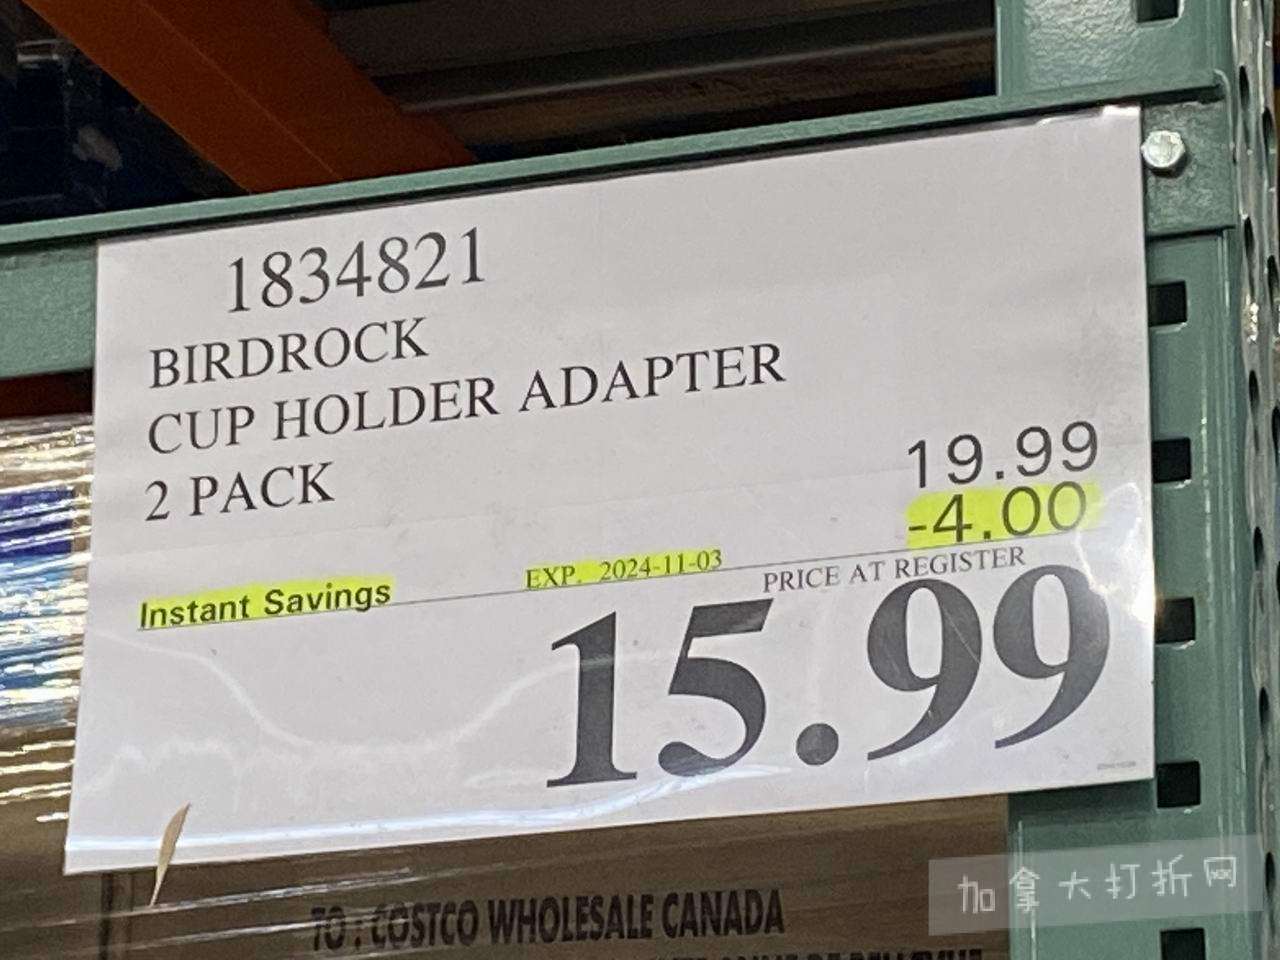 1834821
BIRDROCK
CUP HOLDER ADAPTER
2 PACK
19.99
-4.00
Instant Savings
EXP. 2024-11-03
PRICE AT REGISTER
15.99
TO : COSTCO WHOLESALE CANADA
加拿大打折网